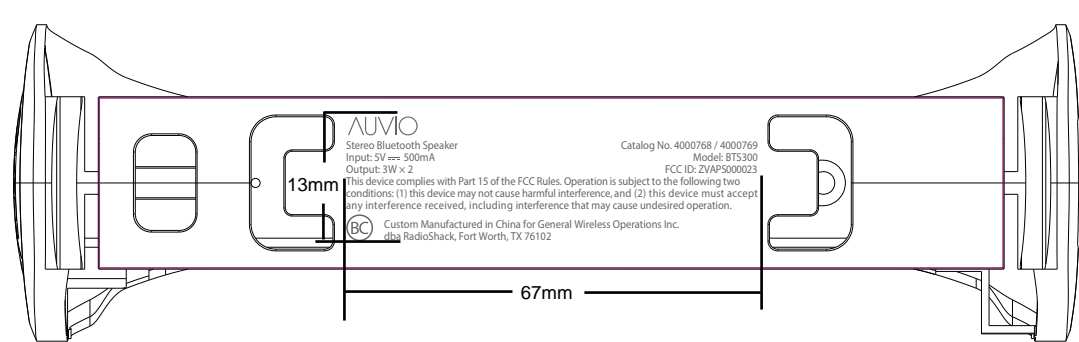 AUVIO
Stereo Bluetooth Speaker
Catalog No. 4000768 / 4000769
Input: 5V ⎓ 500mA
Model: BTS300
Output: 3W × 2
FCC ID: ZVAPS000023
This device complies with Part 15 of the FCC Rules. Operation is subject to the following two
conditions: (1) this device may not cause harmful interference, and (2) this device must accept
any interference received, including interference that may cause undesired operation.
13mm
BC
Custom Manufactured in China for General Wireless Operations Inc.
dba RadioShack, Fort Worth, TX 76102
67mm